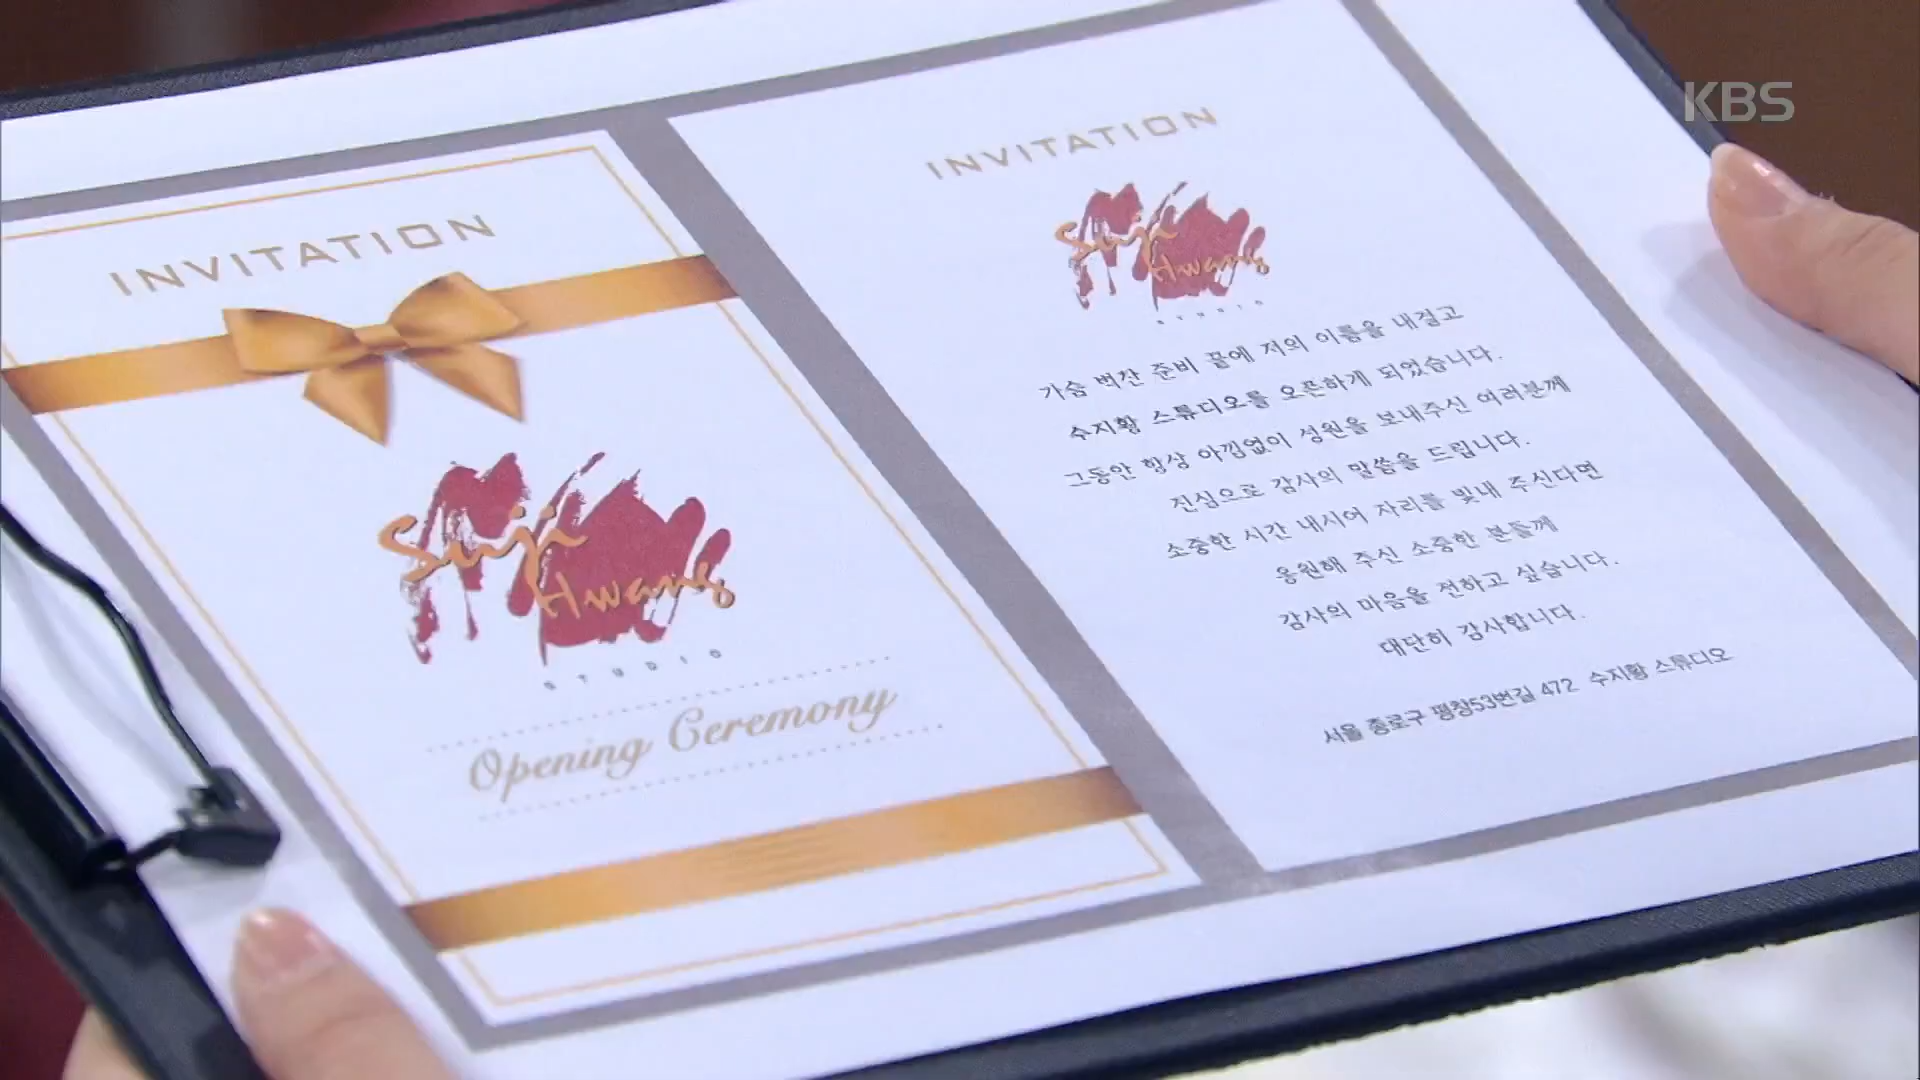 KBS
INVITATION
Suji
Hwang
STUDIO
Opening Ceremony
INVITATION
Suji
Hwang
STUDIO
가슴 벅찬 준비 끝에 저의 이름을 내걸고
수지황 스튜디오를 오픈하게 되었습니다.
그동안 항상 아낌없이 성원을 보내주신 여러분께
진심으로 감사의 말씀을 드립니다.
소중한 시간 내시어 자리를 빛내 주신다면
응원해 주신 소중한 분들께
감사의 마음을 전하고 싶습니다.
대단히 감사합니다.
서울 종로구 평창53번길 472 수지황 스튜디오